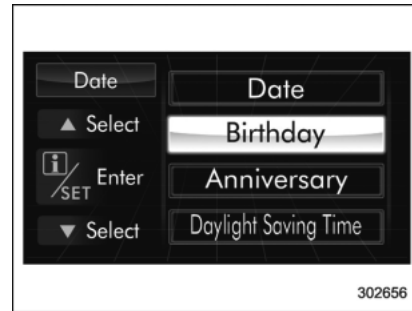 Date
▲ Select
i/SET Enter
▼ Select
Date
Birthday
Anniversary
Daylight Saving Time
302656